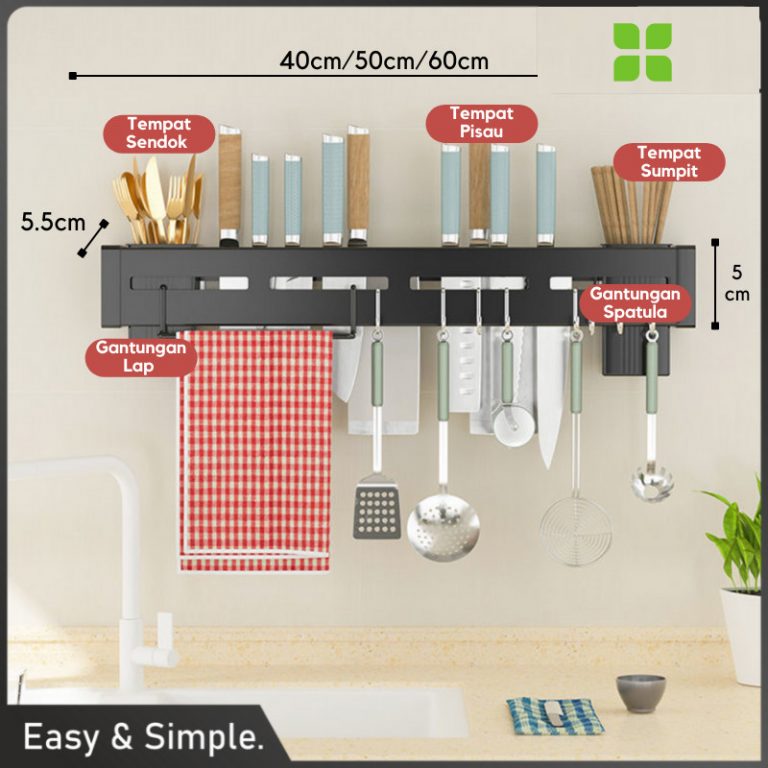 40cm/50cm/60cm
Tempat
Sendok
Tempat
Pisau
Tempat
Sumpit
5.5cm
5
cm
Gantungan
Spatula
Gantungan
Lap
Easy & Simple.